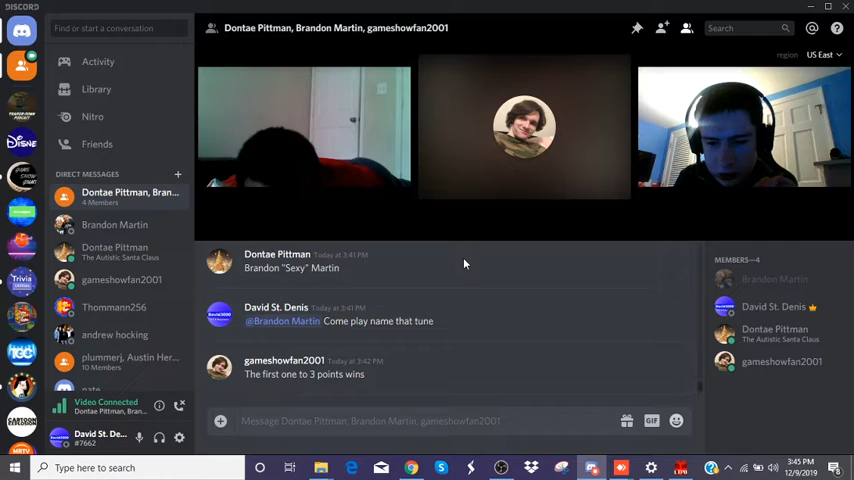 DISCORD
Find or start a conversation
Dontae Pittman, Brandon Martin, gameshowfan2001
Search
region US East
Activity
Library
Nitro
Friends
DIRECT MESSAGES
Dontae Pittman, Bran...
4 Members
Brandon Martin
Dontae Pittman
The Autistic Santa Claus
gameshowfan2001
Thommann256
andrew hocking
plummerj, Austin Her...
10 Members
nate
Video Connected
Dontae Pittman, Bran...
David St. De...
#7662
Dontae Pittman Today at 3:41 PM
Brandon "Sexy" Martin
David St. Denis Today at 3:41 PM
@Brandon Martin Come play name that tune
gameshowfan2001 Today at 3:42 PM
The first one to 3 points wins
Message Dontae Pittman, Brandon Martin, gameshowfan2001
GIF
MEMBERS—4
Brandon Martin
David St. Denis
Dontae Pittman
The Autistic Santa Claus
gameshowfan2001
Type here to search
3:45 PM
12/9/2019